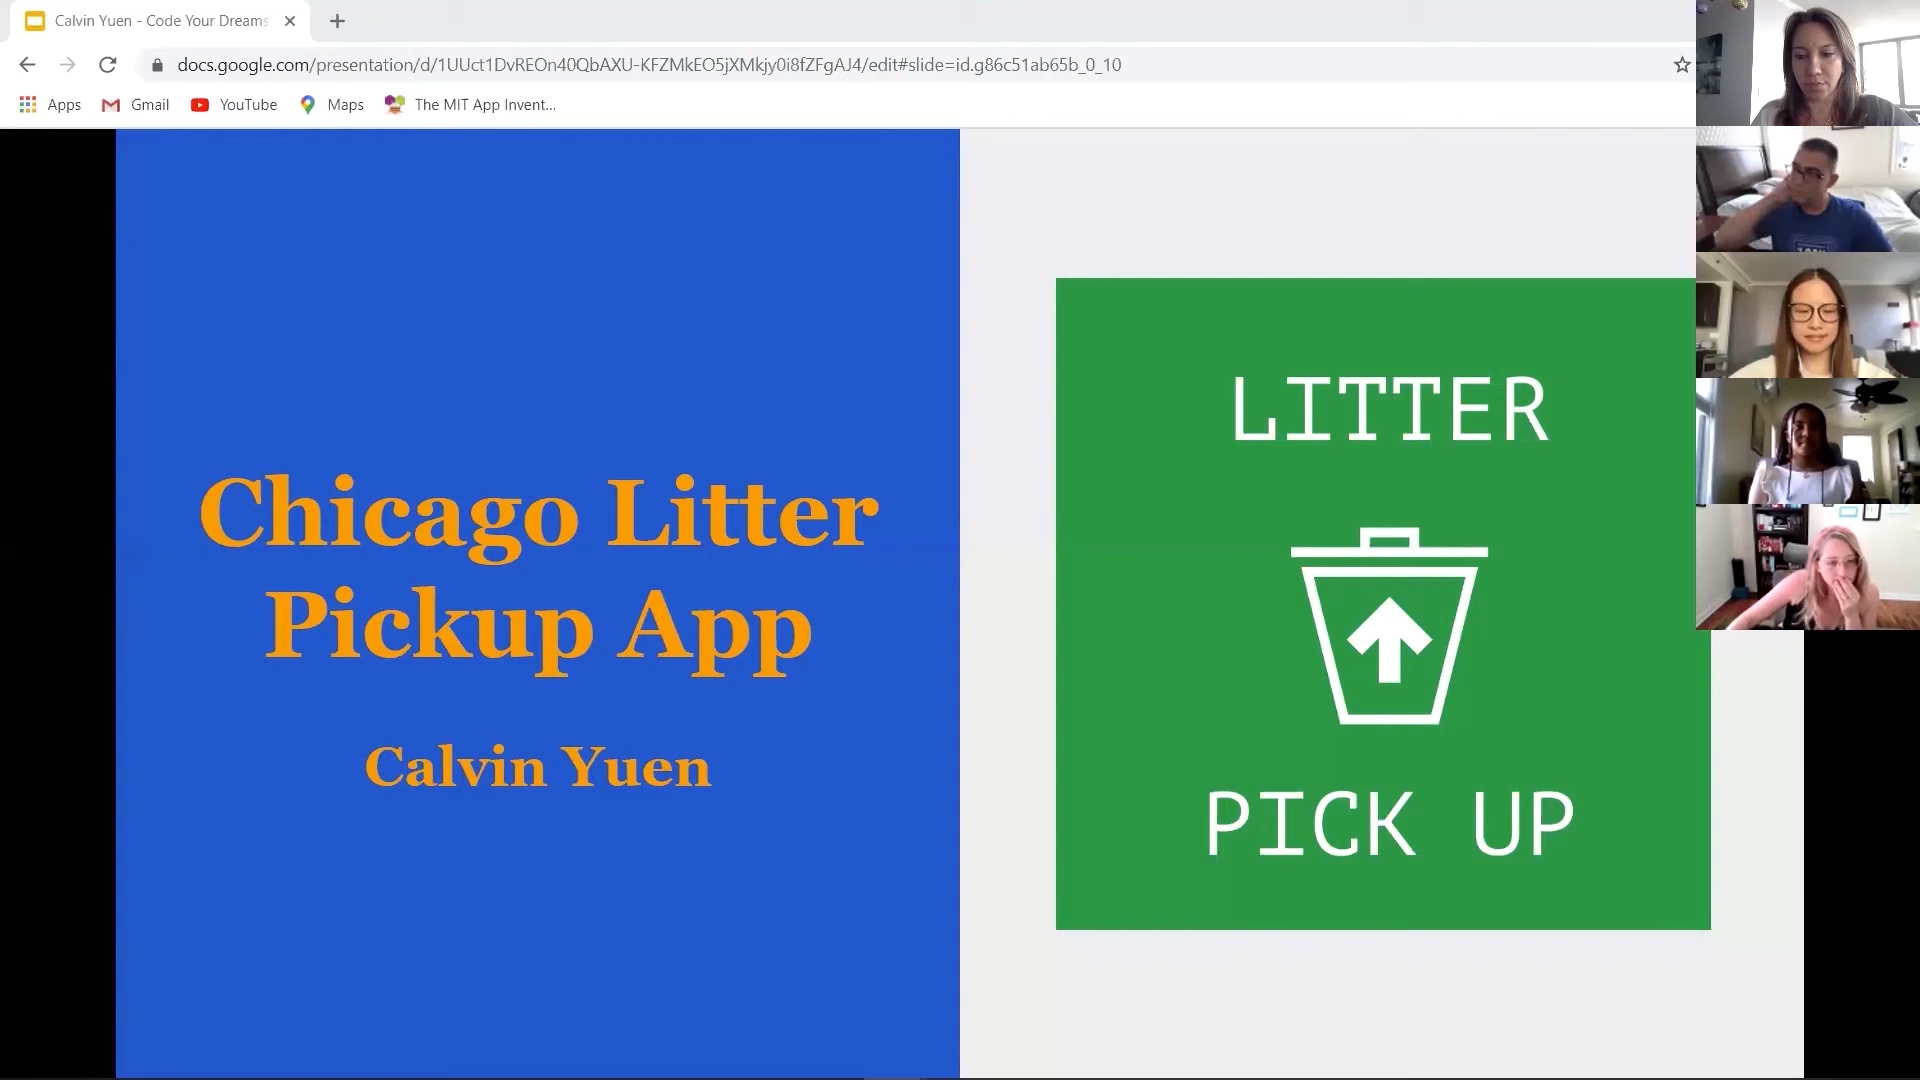 Calvin Yuen - Code Your Dreams
docs.google.com/presentation/d/1UUct1DvREOn40QbAXU-KFZMkEO5jXMkjy0i8fZFgAJ4/edit#slide=id.g86c51ab65b_0_10
Apps Gmail YouTube Maps The MIT App Invent...
Chicago Litter
Pickup App
Calvin Yuen
LITTER
PICK UP